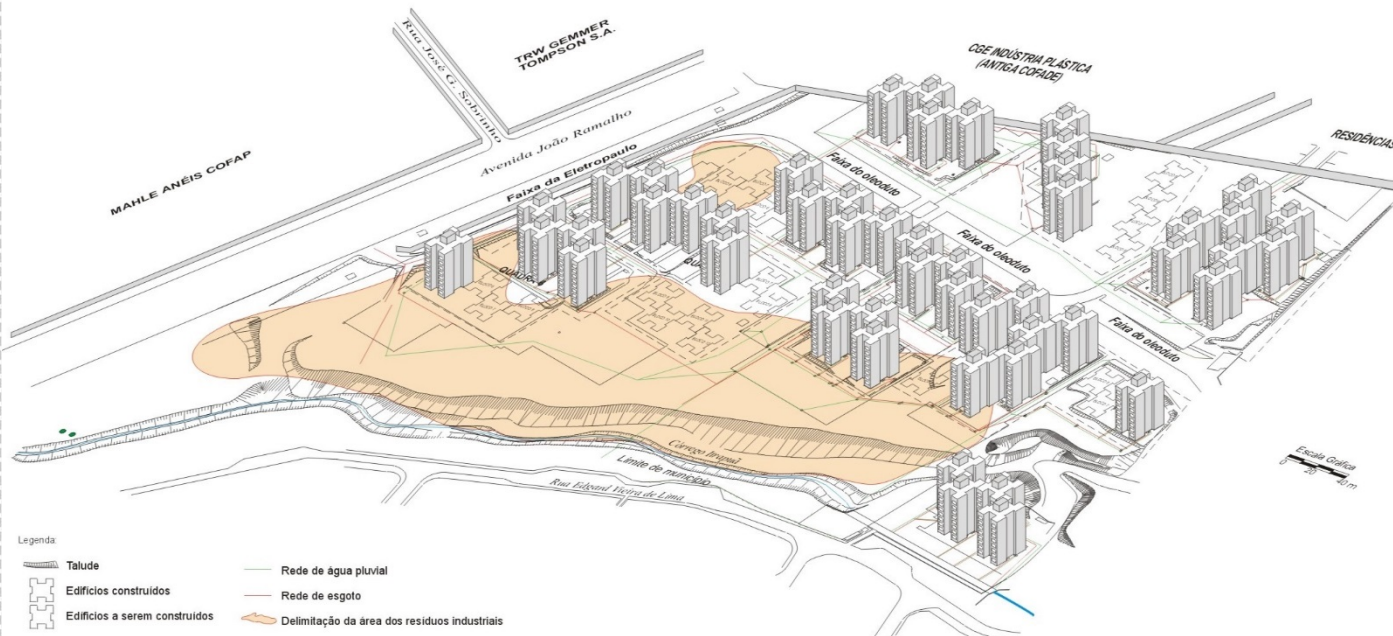 Rua José G. Sobrinho
TRW GEMMER
TOMPSON S.A.
CGE INDÚSTRIA PLÁSTICA
(ANTIGA COFADE)
RESIDÊNCIAS
MAHLE ANÉIS COFAP
Avenida João Ramalho
Faixa da Eletropaulo
Faixa do oleoduto
Faixa do oleoduto
Faixa do oleoduto
QUADRA
QU
Córrego Itrapuã
Limite de município
Rua Edgard Vieira de Lima
Escala Gráfica
0 20 40 m
Legenda:
Talude
Edifícios construídos
Edifícios a serem construídos
Rede de água pluvial
Rede de esgoto
Delimitação da área dos resíduos industriais